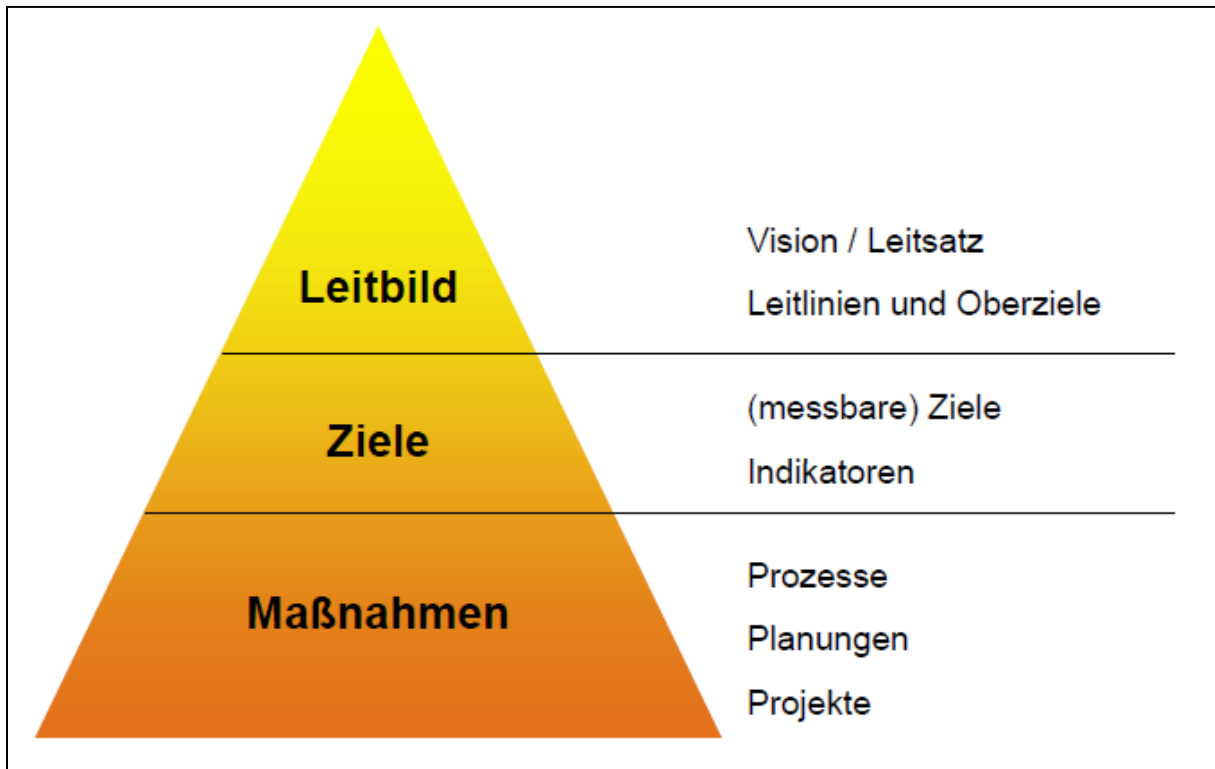 Vision / Leitsatz
Leitbild
Leitlinien und Oberziele
(messbare) Ziele
Ziele
Indikatoren
Prozesse
Maßnahmen
Planungen
Projekte